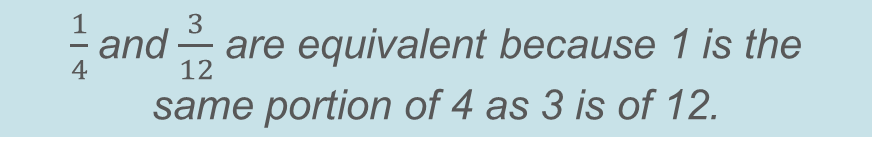 1/4 and 3/12 are equivalent because 1 is the
same portion of 4 as 3 is of 12.